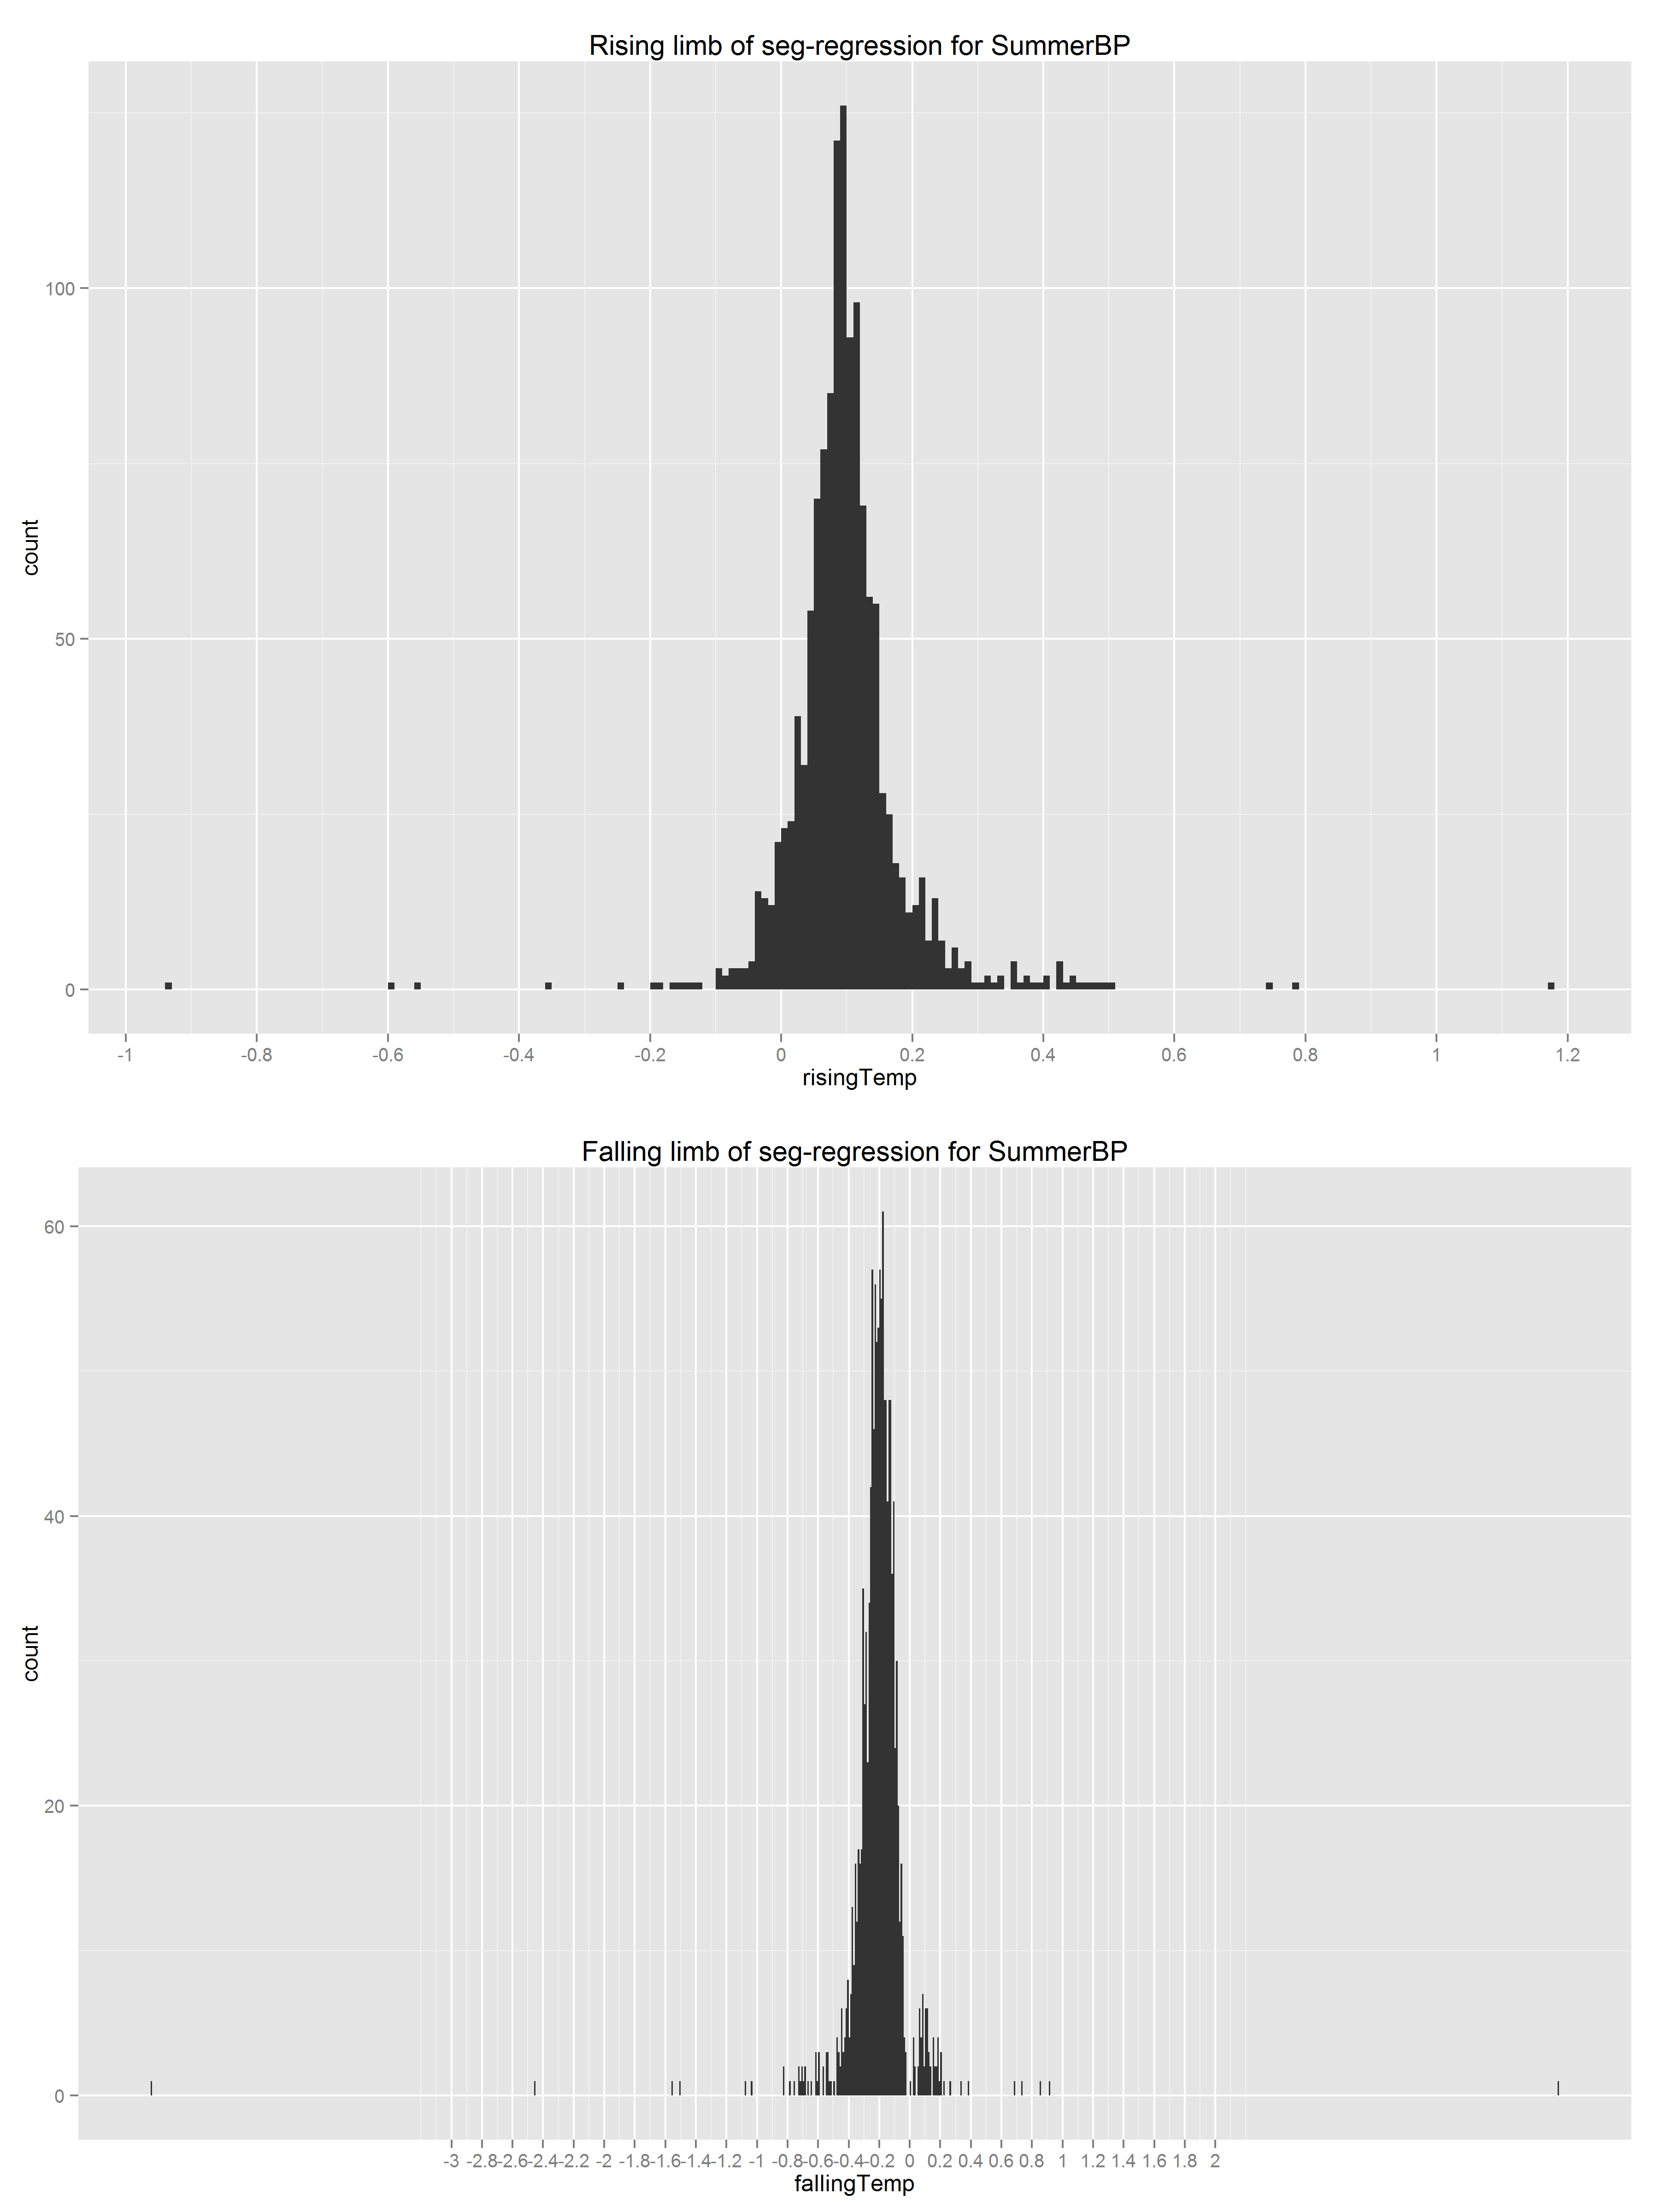 Rising limb of seg-regression for SummerBP
100
50
0
count
-1 -0.8 -0.6 -0.4 -0.2 0 0.2 0.4 0.6 0.8 1 1.2
risingTemp
Falling limb of seg-regression for SummerBP
60
40
20
0
count
-3 -2.8 -2.6 -2.4 -2.2 -2 -1.8 -1.6 -1.4 -1.2 -1 -0.8 -0.6 -0.4 -0.2 0 0.2 0.4 0.6 0.8 1 1.2 1.4 1.6 1.8 2
fallingTemp